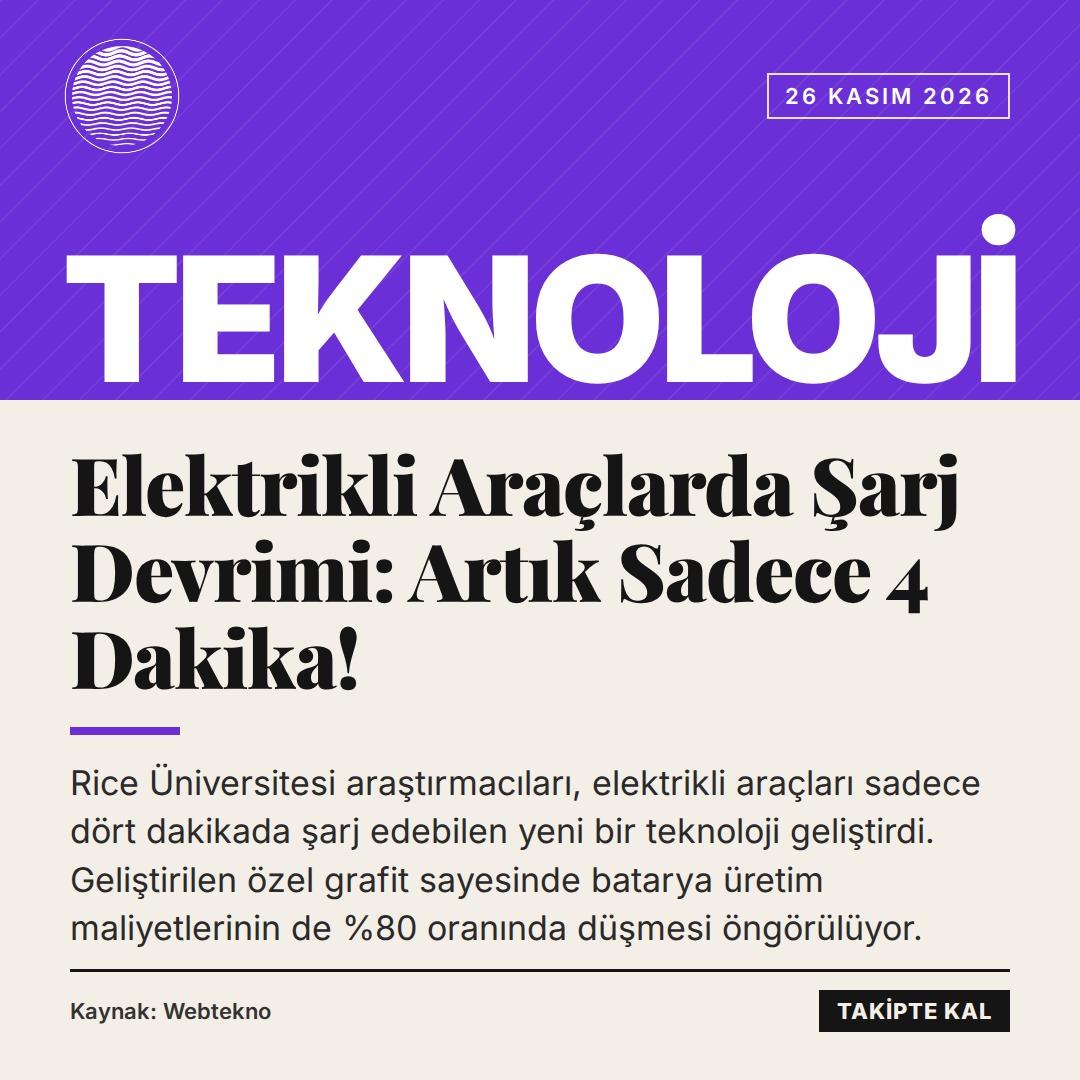 26 KASIM 2026
TEKNOLOJİ
Elektrikli Araçlarda Şarj
Devrimi: Artık Sadece 4
Dakika!
Rice Üniversitesi araştırmacıları, elektrikli araçları sadece
dört dakikada şarj edebilen yeni bir teknoloji geliştirdi.
Geliştirilen özel grafit sayesinde batarya üretim
maliyetlerinin de %80 oranında düşmesi öngörülüyor.
Kaynak: Webtekno
TAKİPTE KAL